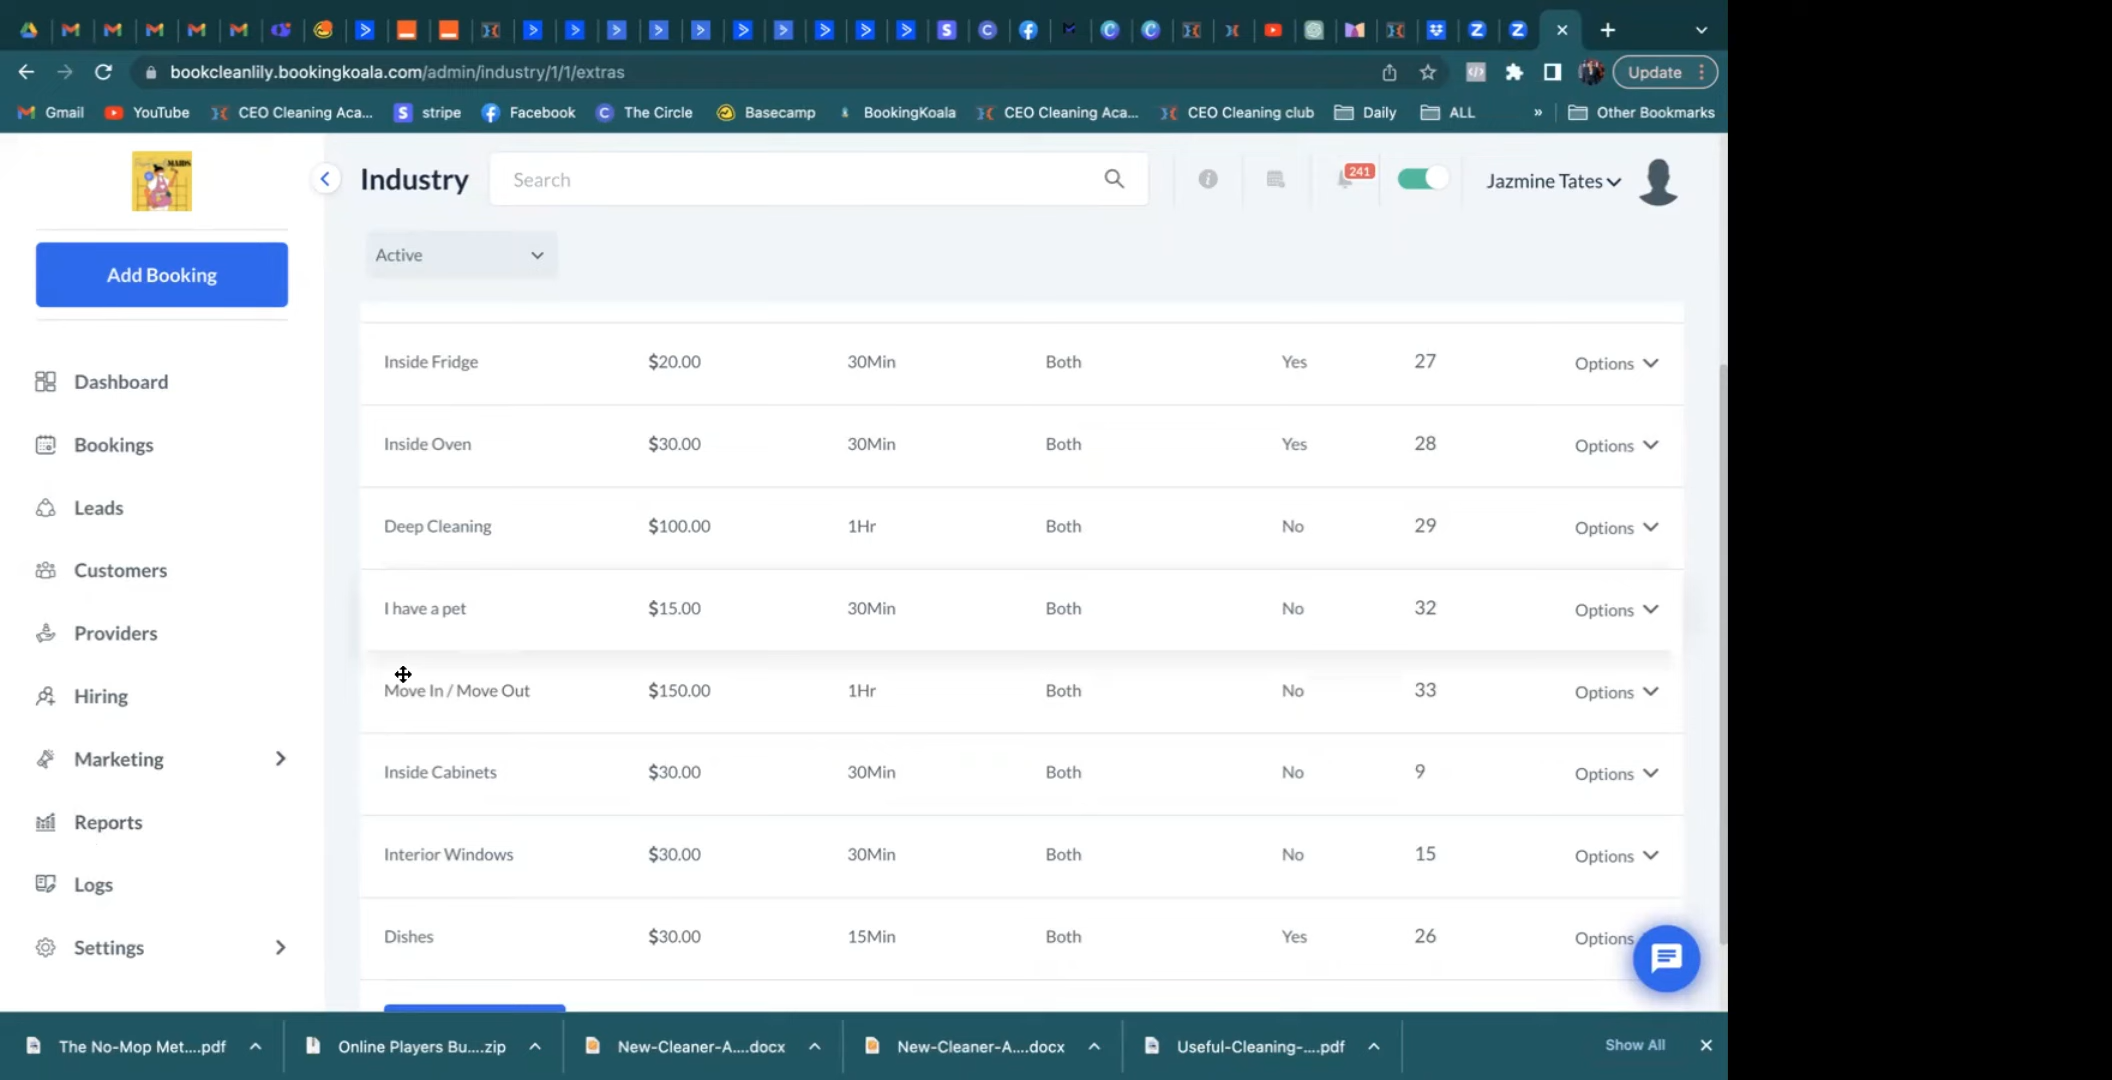 bookcleanlily.bookingkoala.com/admin/industry/1/1/extras
Update
Gmail YouTube CEO Cleaning Aca... stripe Facebook The Circle Basecamp BookingKoala CEO Cleaning Aca... CEO Cleaning club Daily ALL » Other Bookmarks
Industry Search 241 Jazmine Tates
Active
Add Booking
Dashboard
Bookings
Leads
Customers
Providers
Hiring
Marketing
Reports
Logs
Settings
Inside Fridge $20.00 30Min Both Yes 27 Options
Inside Oven $30.00 30Min Both Yes 28 Options
Deep Cleaning $100.00 1Hr Both No 29 Options
I have a pet $15.00 30Min Both No 32 Options
Move In / Move Out $150.00 1Hr Both No 33 Options
Inside Cabinets $30.00 30Min Both No 9 Options
Interior Windows $30.00 30Min Both No 15 Options
Dishes $30.00 15Min Both Yes 26 Options
The No-Mop Met....pdf Online Players Bu....zip New-Cleaner-A....docx New-Cleaner-A....docx Useful-Cleaning-....pdf Show All